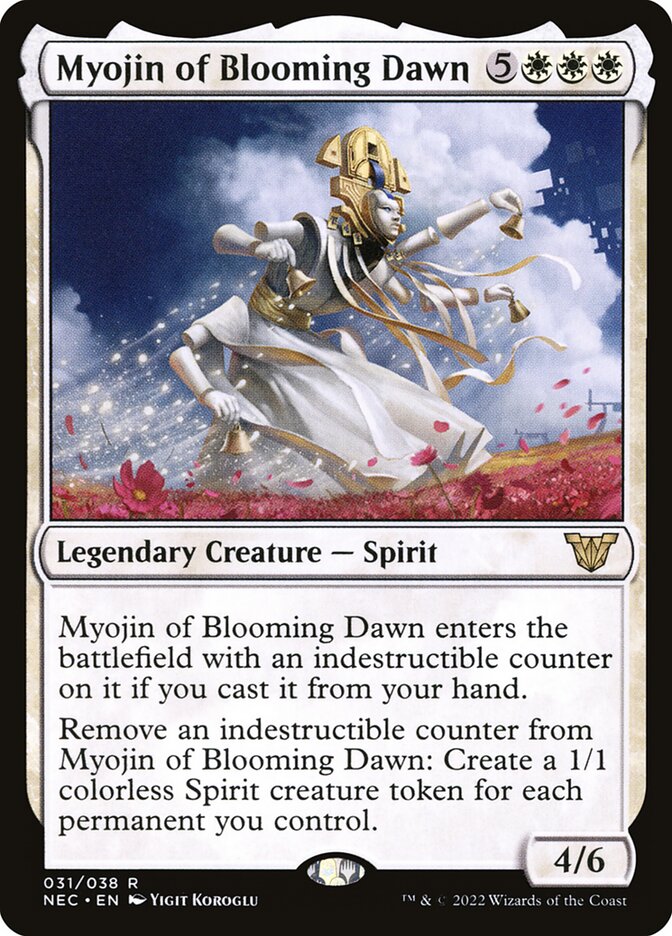 Myojin of Blooming Dawn 5
Legendary Creature — Spirit
Myojin of Blooming Dawn enters the
battlefield with an indestructible counter
on it if you cast it from your hand.
Remove an indestructible counter from
Myojin of Blooming Dawn: Create a 1/1
colorless Spirit creature token for each
permanent you control.
4/6
031/038 R
NEC • EN YIGIT KOROGLU
™ & © 2022 Wizards of the Coast